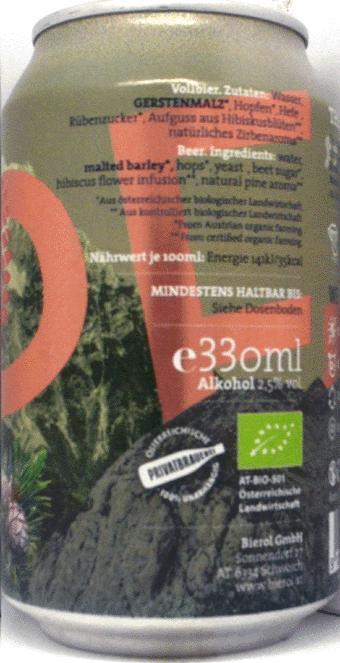 Vollbier. Zutaten: Wasser,
GERSTENMALZ*, Hopfen*, Hefe,
Rübenzucker*, Aufguss aus Hibiskusblüten**,
natürliches Zirbenaroma**
Beer. Ingredients: water,
malted barley*, hops*, yeast, beet sugar*,
hibiscus flower infusion**, natural pine aroma**
*Aus österreichischer biologischer Landwirtschaft
** Aus kontrolliert biologischer Landwirtschaft
*From Austrian organic farming
** From certified organic farming
Nährwert je 100ml: Energie 142kJ/35kcal
MINDESTENS HALTBAR BIS:
Siehe Dosenboden
e330ml
Alkohol 2,5% vol
ÖSTERREICHISCHE
PRIVATBRAUEREI
100% UNABHÄNGIG
AT-BIO-501
Österreichische
Landwirtschaft
Bierol GmbH
Sonnendorf 27
AT 6334 Schwoich
www.bierol.at